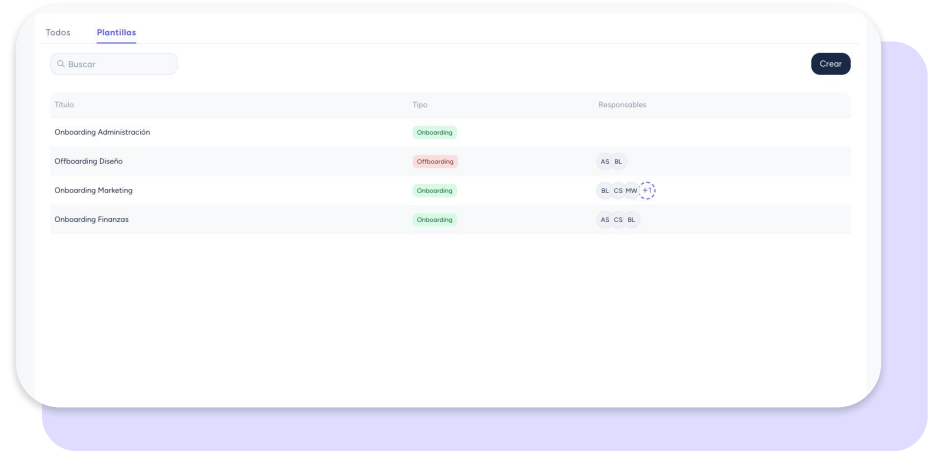 Todos Plantillas
Buscar Crear
Título Tipo Responsables
Onboarding Administración Onboarding
Offboarding Diseño Offboarding AS BL
Onboarding Marketing Onboarding BL CS MW +1
Onboarding Finanzas Onboarding AS CS BL